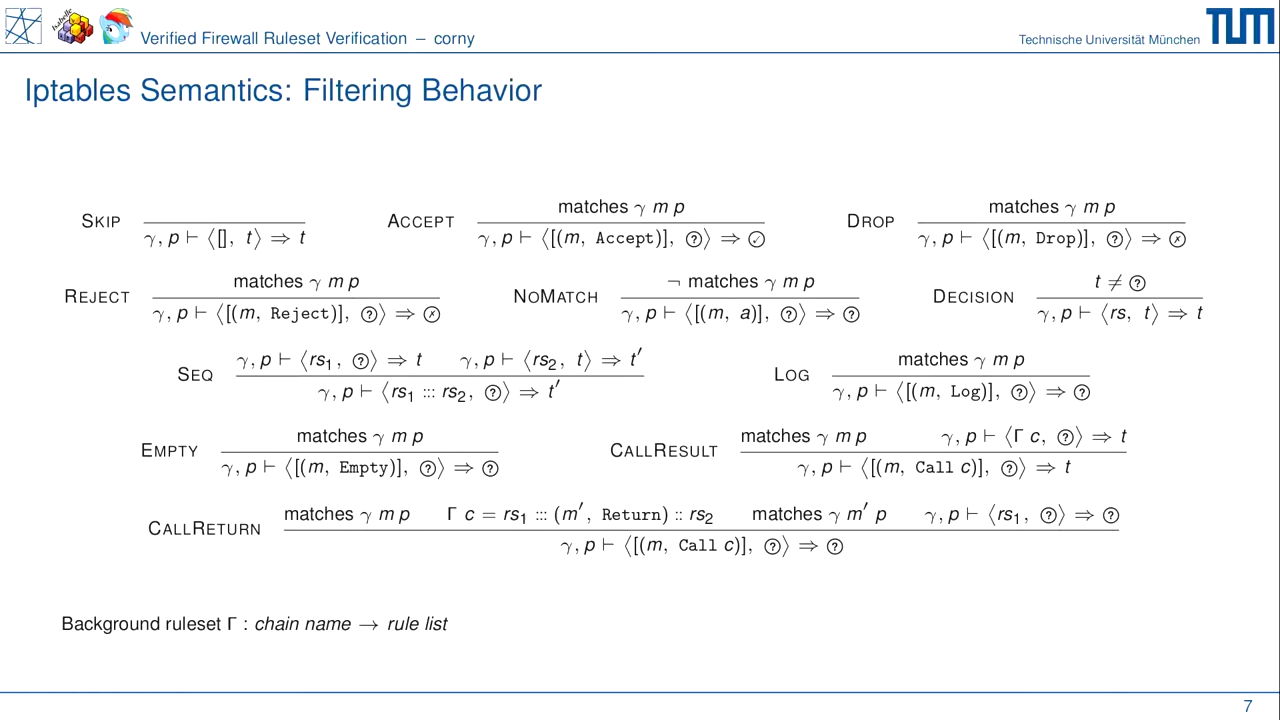 Isabelle
Verified Firewall Ruleset Verification – corny
Technische Universität München
TUM
Iptables Semantics: Filtering Behavior
SKIP γ, p ⊢ ⟨[], t⟩ ⇒ t
ACCEPT matches γ m p
γ, p ⊢ ⟨[(m, Accept)], ?⟩ ⇒ ✓
DROP matches γ m p
γ, p ⊢ ⟨[(m, Drop)], ?⟩ ⇒ ✗
REJECT matches γ m p
γ, p ⊢ ⟨[(m, Reject)], ?⟩ ⇒ ✗
NOMATCH ¬ matches γ m p
γ, p ⊢ ⟨[(m, a)], ?⟩ ⇒ ?
DECISION t ≠ ?
γ, p ⊢ ⟨rs, t⟩ ⇒ t
SEQ γ, p ⊢ ⟨rs₁, ?⟩ ⇒ t γ, p ⊢ ⟨rs₂, t⟩ ⇒ t′
γ, p ⊢ ⟨rs₁ ::: rs₂, ?⟩ ⇒ t′
LOG matches γ m p
γ, p ⊢ ⟨[(m, Log)], ?⟩ ⇒ ?
EMPTY matches γ m p
γ, p ⊢ ⟨[(m, Empty)], ?⟩ ⇒ ?
CALLRESULT matches γ m p γ, p ⊢ ⟨Γ c, ?⟩ ⇒ t
γ, p ⊢ ⟨[(m, Call c)], ?⟩ ⇒ t
CALLRETURN matches γ m p Γ c = rs₁ ::: (m′, Return) :: rs₂ matches γ m′ p γ, p ⊢ ⟨rs₁, ?⟩ ⇒ ?
γ, p ⊢ ⟨[(m, Call c)], ?⟩ ⇒ ?
Background ruleset Γ : chain name → rule list
7